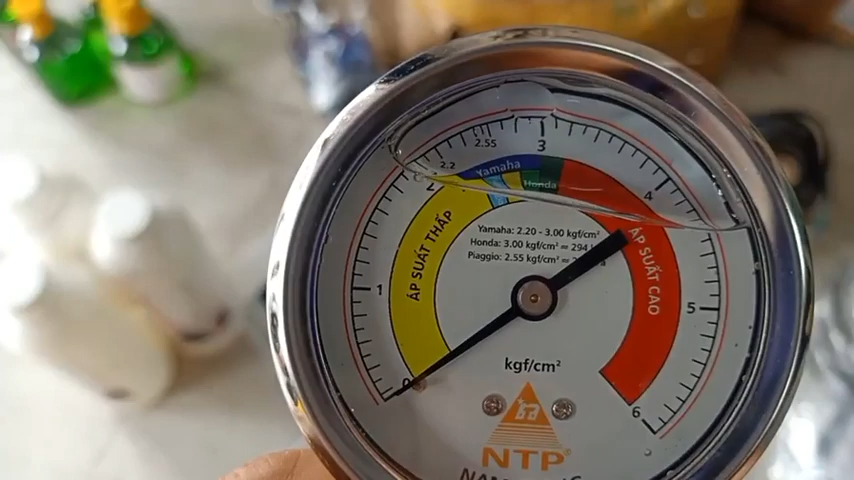 2.55
3
2.2
Yamaha
2
Honda
4
ÁP SUẤT THẤP
Yamaha: 2.20 - 3.00 kgf/cm²
Honda: 3.00 kgf/cm² = 294
Piaggio: 2.55 kgf/cm² =
ÁP SUẤT CAO
1
5
kgf/cm²
0
6
NTP®